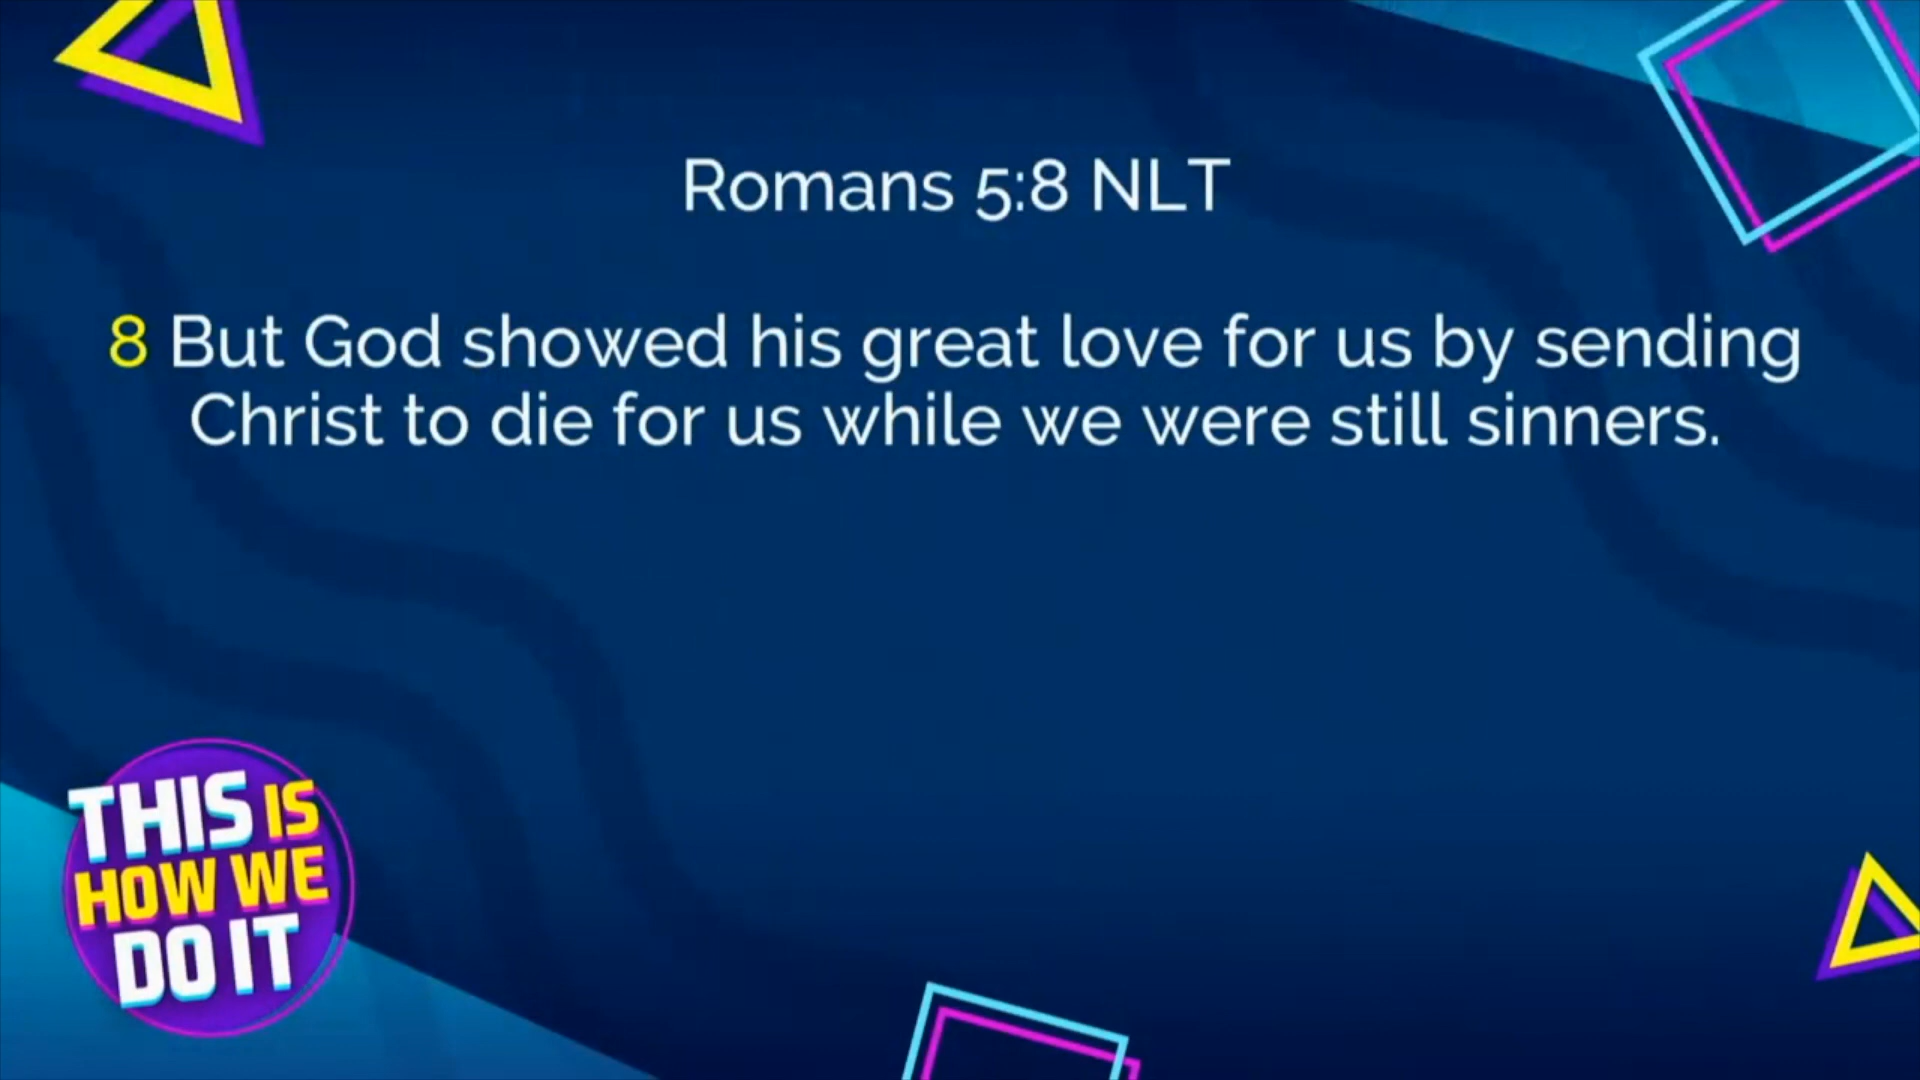 Romans 5:8 NLT
8 But God showed his great love for us by sending
Christ to die for us while we were still sinners.
THIS IS
HOW WE
DO IT